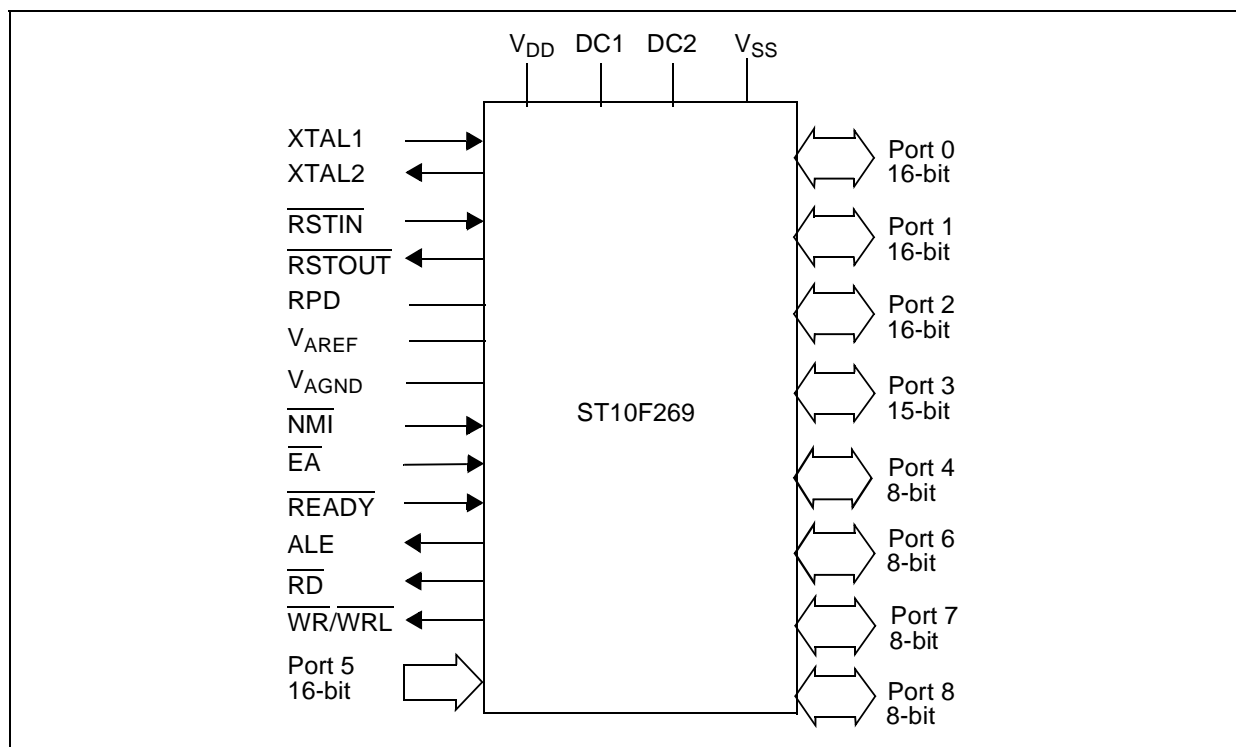 VDD DC1 DC2 VSS
XTAL1
XTAL2
RSTIN
RSTOUT
RPD
VAREF
VAGND
NMI
EA
READY
ALE
RD
WR/WRL
Port 5
16-bit
ST10F269
Port 0
16-bit
Port 1
16-bit
Port 2
16-bit
Port 3
15-bit
Port 4
8-bit
Port 6
8-bit
Port 7
8-bit
Port 8
8-bit